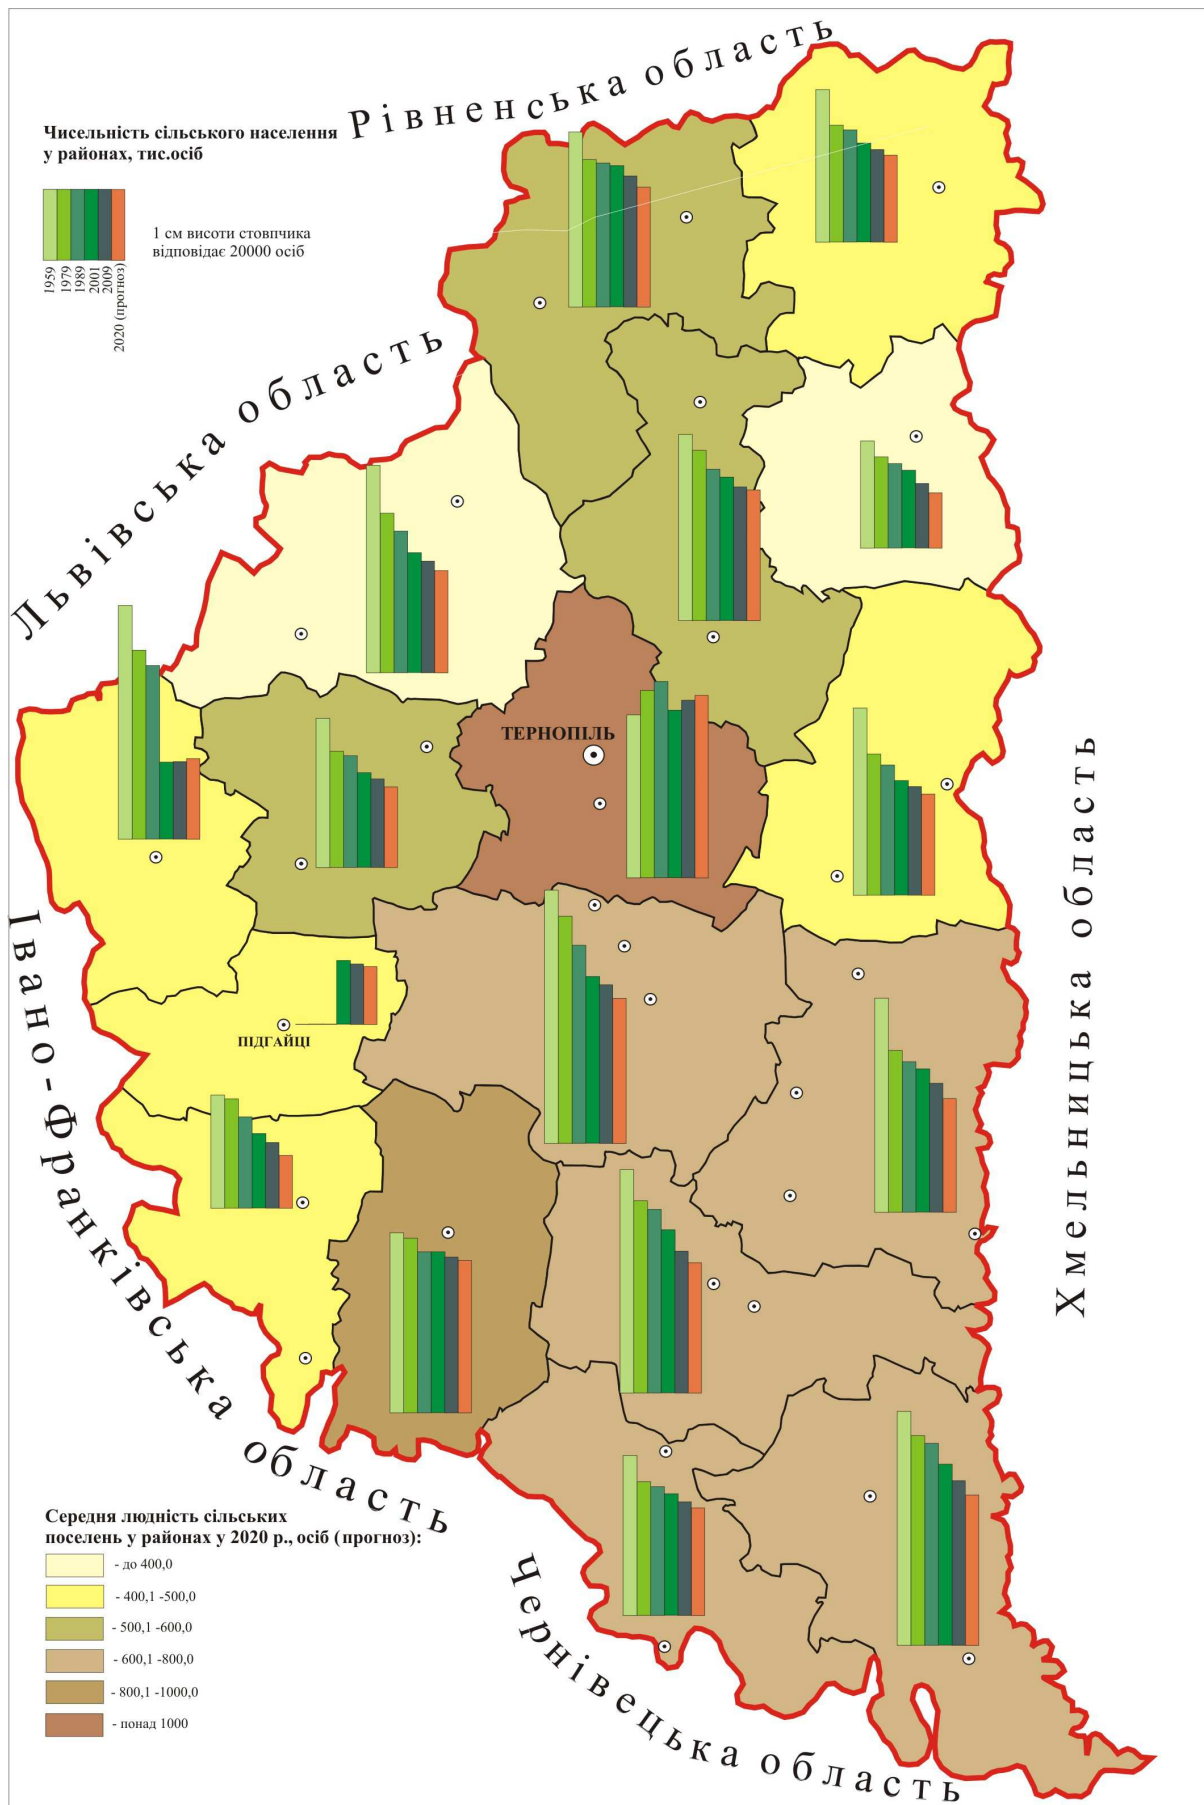 Рівненська область
Чисельність сільського населення
у районах, тис.осіб
1 см висоти стовпчика
відповідає 20000 осіб
1959
1979
1989
2001
2009
2020 (прогноз)
Львівська область
ТЕРНОПІЛЬ
Хмельницька область
Івано-Франківська область
ПІДГАЙЦІ
Середня людність сільських
поселень у районах у 2020 р., осіб (прогноз):
- до 400,0
- 400,1 -500,0
- 500,1 -600,0
- 600,1 -800,0
- 800,1 -1000,0
- понад 1000
Чернівецька область